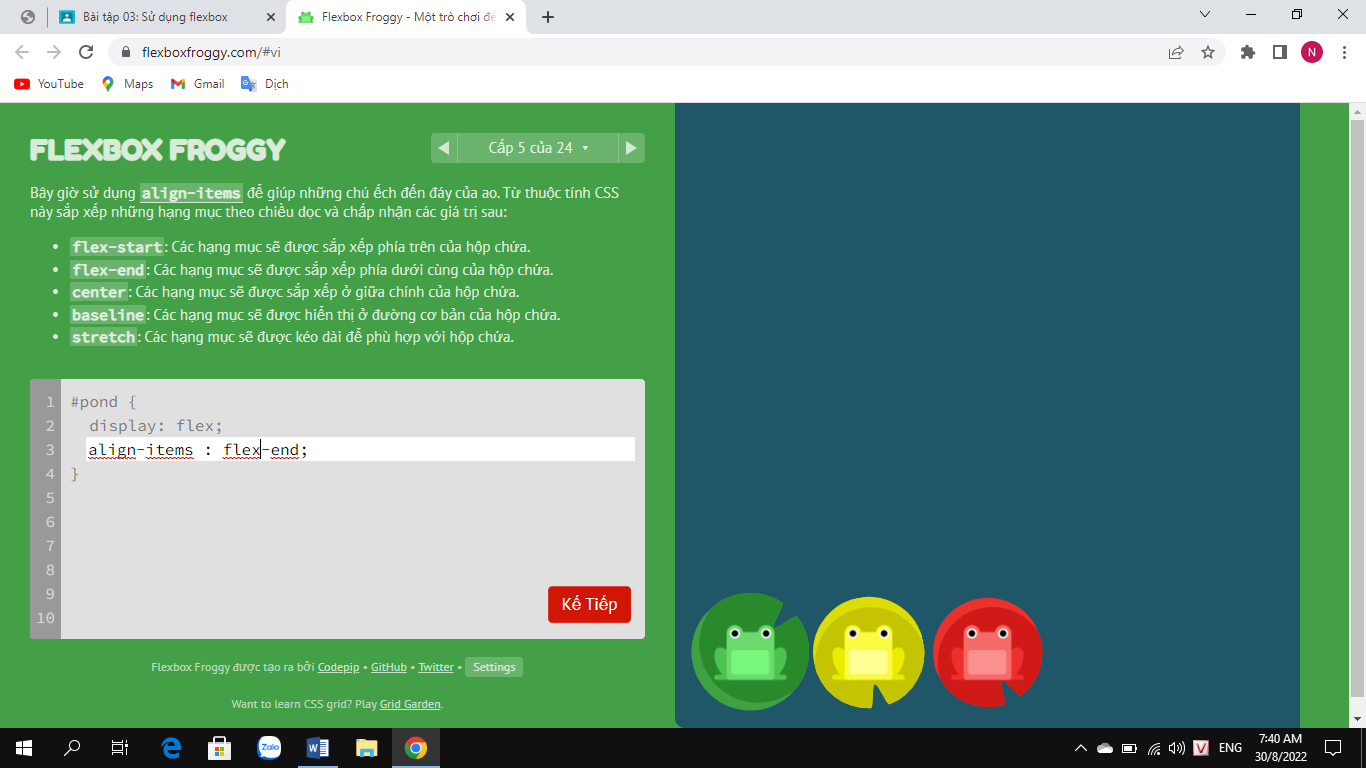 Bài tập 03: Sử dụng flexbox
Flexbox Froggy - Một trò chơi để
flexboxfroggy.com/#vi
N
YouTube
Maps
Gmail
Dịch
FLEXBOX FROGGY
Cấp 5 của 24
Bây giờ sử dụng align-items để giúp những chú ếch đến đáy của ao. Từ thuộc tính CSS
này sắp xếp những hạng mục theo chiều dọc và chấp nhận các giá trị sau:
flex-start: Các hạng mục sẽ được sắp xếp phía trên của hộp chứa.
flex-end: Các hạng mục sẽ được sắp xếp phía dưới cùng của hộp chứa.
center: Các hạng mục sẽ được sắp xếp ở giữa chính của hộp chứa.
baseline: Các hạng mục sẽ được hiển thị ở đường cơ bản của hộp chứa.
stretch: Các hạng mục sẽ được kéo dài để phù hợp với hộp chứa.
1 #pond {
2 display: flex;
3 align-items : flex-end;
4 }
5
6
7
8
9
10
Kế Tiếp
Flexbox Froggy được tạo ra bởi Codepip • GitHub • Twitter • Settings
Want to learn CSS grid? Play Grid Garden.
Zalo
V
ENG
7:40 AM
30/8/2022